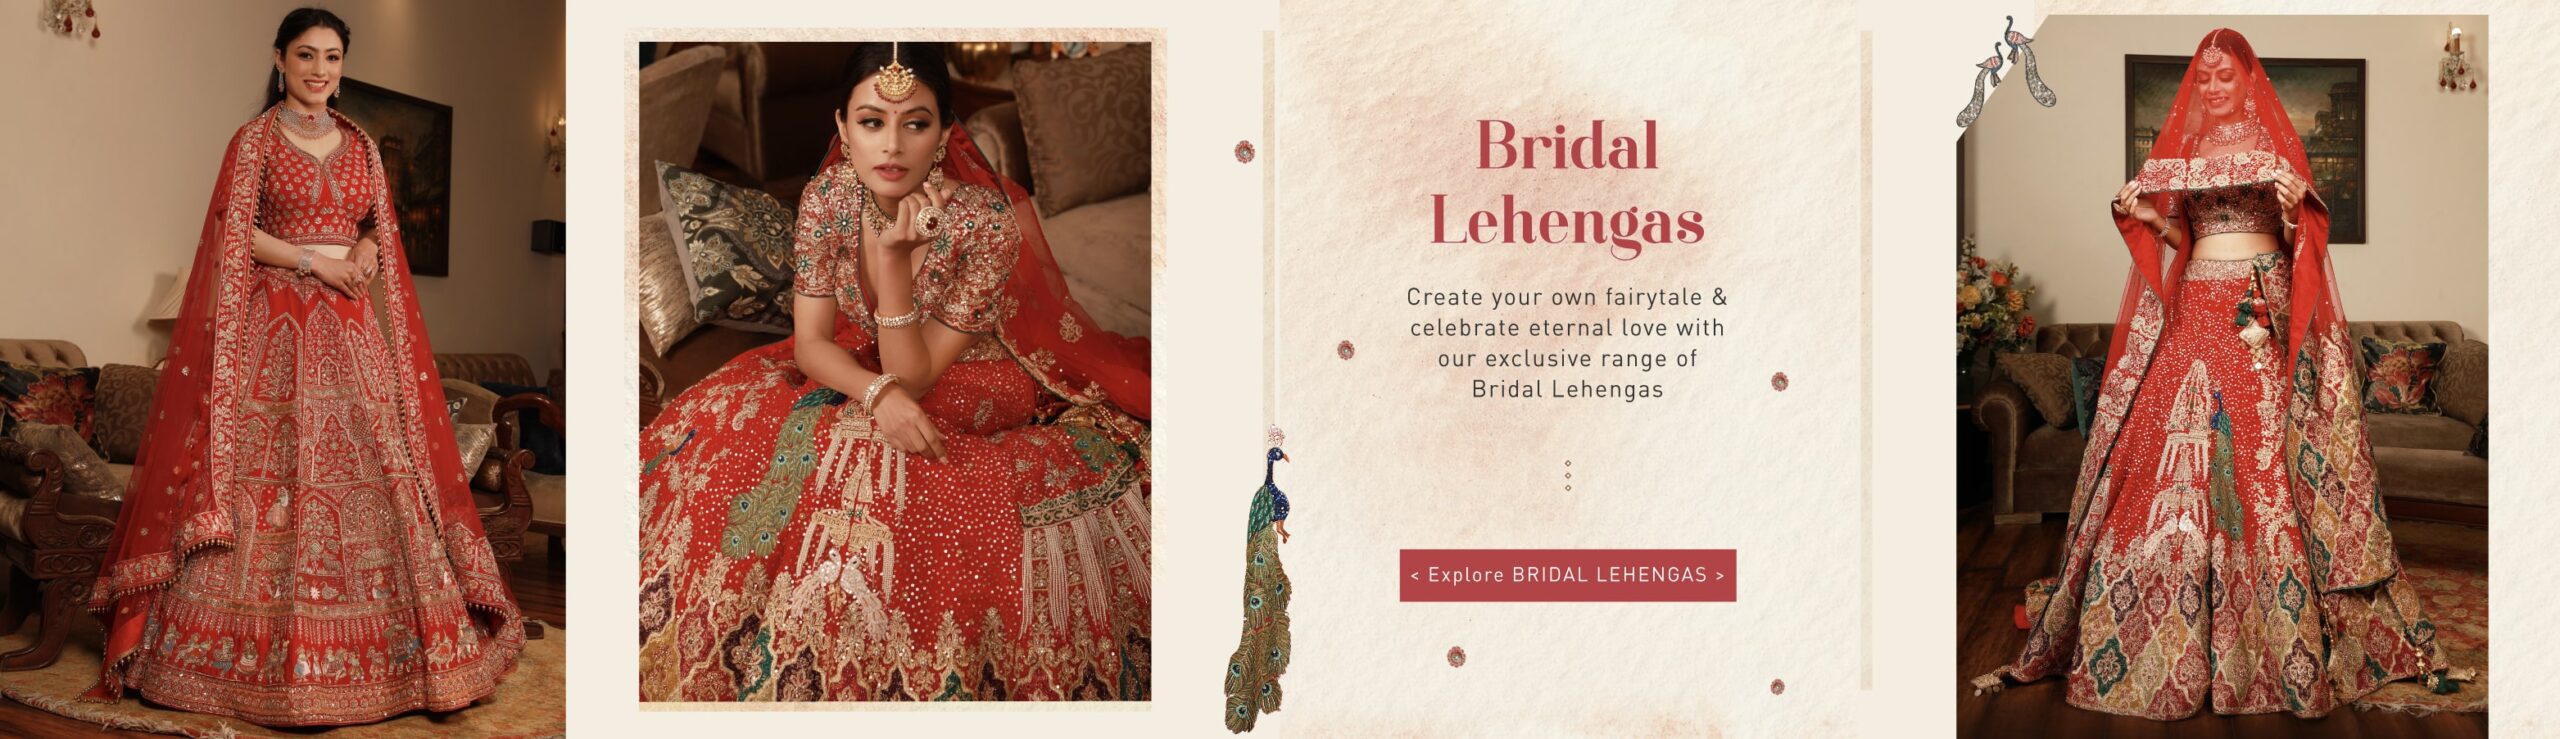 Bridal
Lehengas
Create your own fairytale &
celebrate eternal love with
our exclusive range of
Bridal Lehengas
< Explore BRIDAL LEHENGAS >